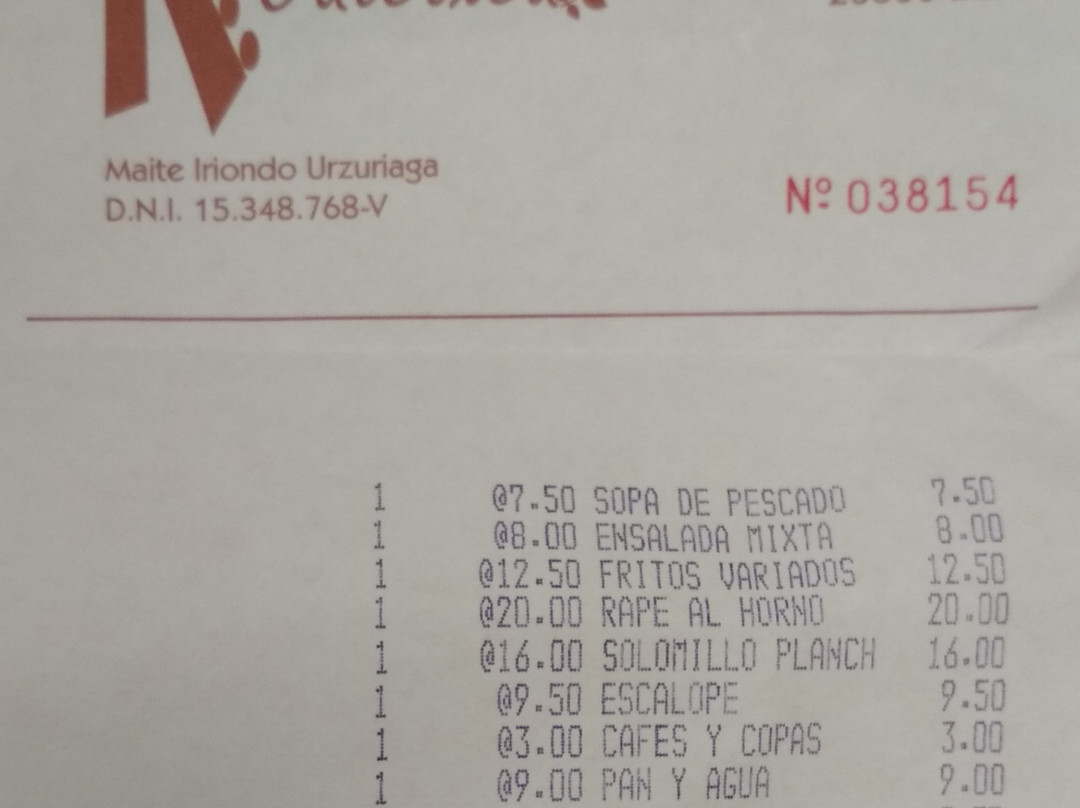 Maite Iriondo Urzuriaga
D.N.I. 15.348.768-V
Nº 038154
1 @7.50 SOPA DE PESCADO 7.50
1 @8.00 ENSALADA MIXTA 8.00
1 @12.50 FRITOS VARIADOS 12.50
1 @20.00 RAPE AL HORNO 20.00
1 @16.00 SOLOMILLO PLANCH 16.00
1 @9.50 ESCALOPE 9.50
1 @3.00 CAFES Y COPAS 3.00
1 @9.00 PAN Y AGUA 9.00